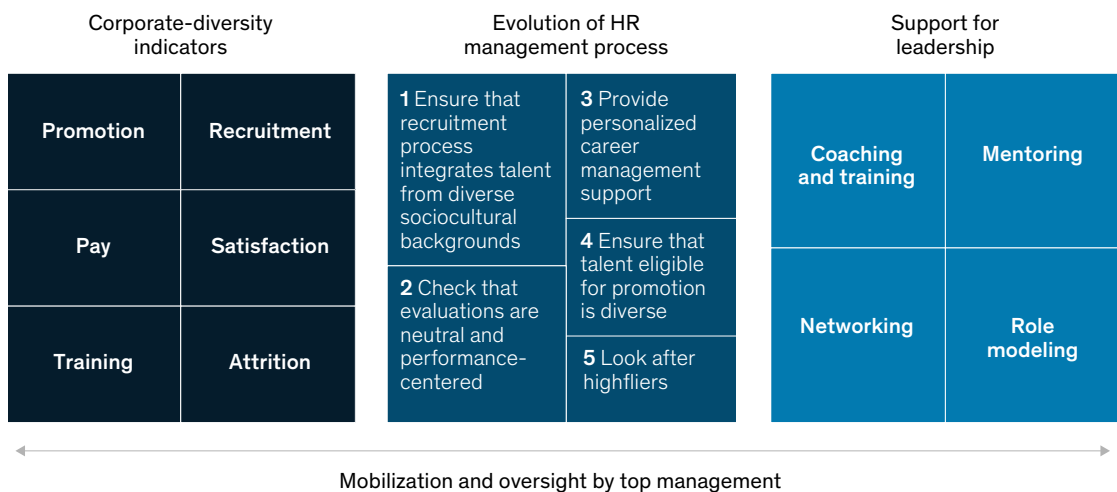 Corporate-diversity
indicators
Promotion
Recruitment
Pay
Satisfaction
Training
Attrition
Evolution of HR
management process
1 Ensure that
recruitment
process
integrates talent
from diverse
sociocultural
backgrounds
2 Check that
evaluations are
neutral and
performance-
centered
3 Provide
personalized
career
management
support
4 Ensure that
talent eligible
for promotion
is diverse
5 Look after
highfliers
Support for
leadership
Coaching
and training
Mentoring
Networking
Role
modeling
Mobilization and oversight by top management